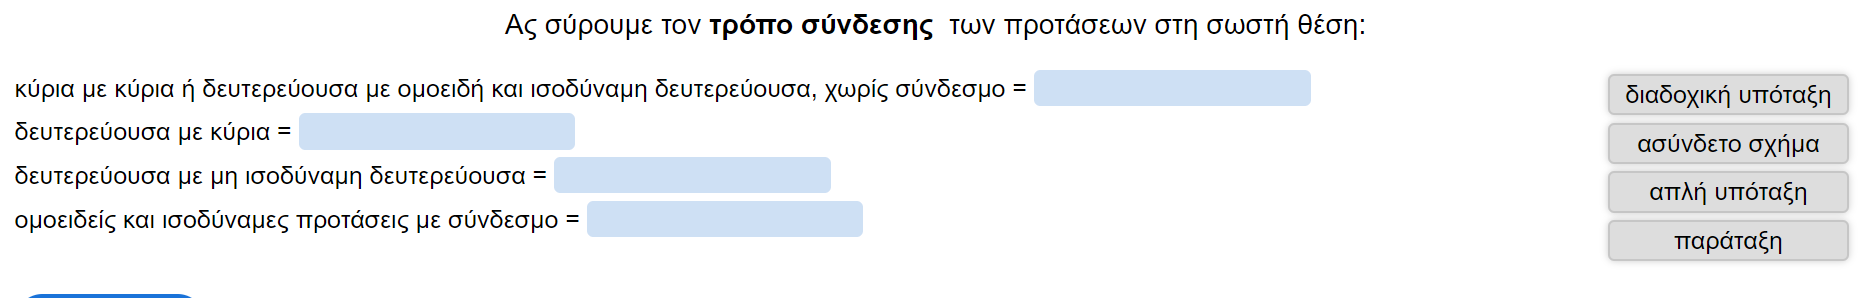 Ας σύρουμε τον τρόπο σύνδεσης των προτάσεων στη σωστή θέση:
κύρια με κύρια ή δευτερεύουσα με ομοειδή και ισοδύναμη δευτερεύουσα, χωρίς σύνδεσμο =
δευτερεύουσα με κύρια =
δευτερεύουσα με μη ισοδύναμη δευτερεύουσα =
ομοειδείς και ισοδύναμες προτάσεις με σύνδεσμο =
διαδοχική υπόταξη
ασύνδετο σχήμα
απλή υπόταξη
παράταξη